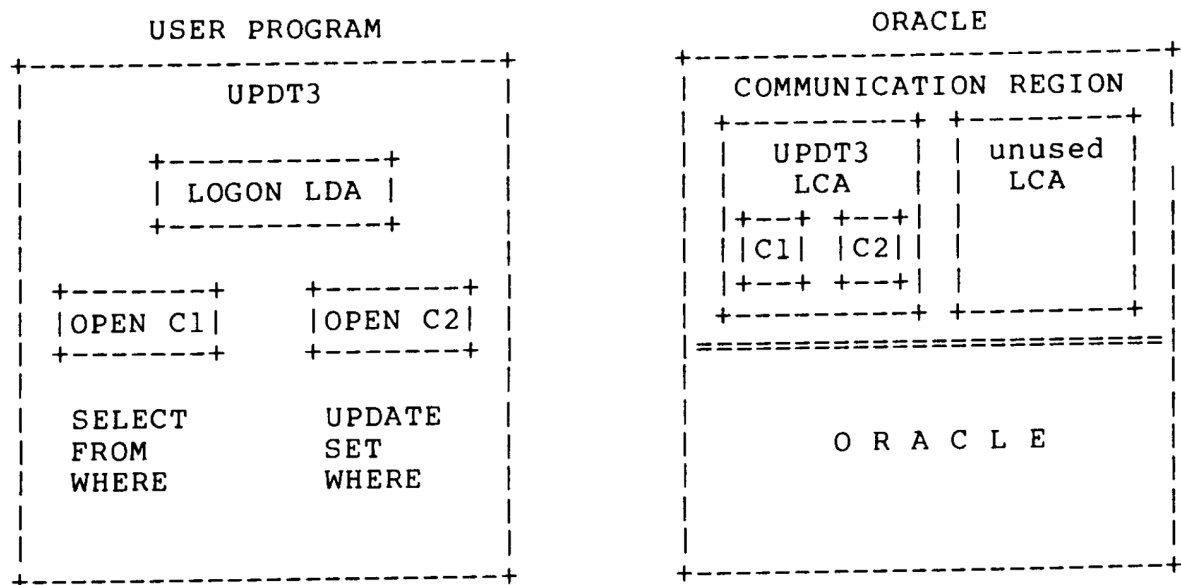 USER PROGRAM
UPDT3
LOGON LDA
OPEN C1 OPEN C2
SELECT UPDATE
FROM SET
WHERE WHERE
ORACLE
COMMUNICATION REGION
UPDT3 unused
LCA LCA
C1 C2
O R A C L E